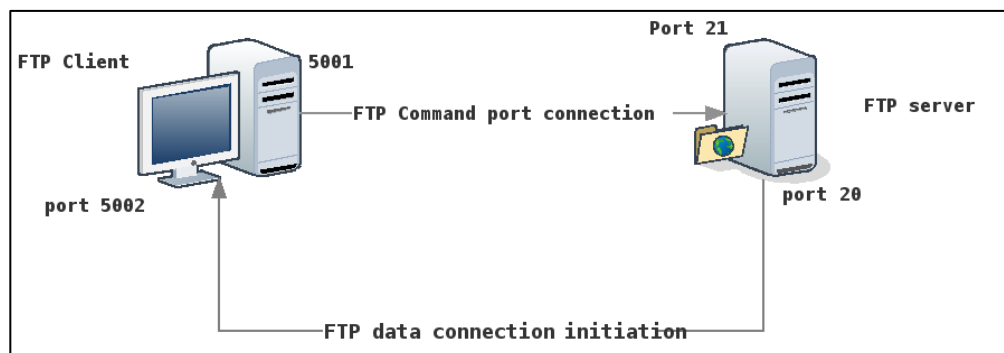 Port 21
FTP Client
5001
FTP Command port connection
FTP server
port 5002
port 20
FTP data connection initiation